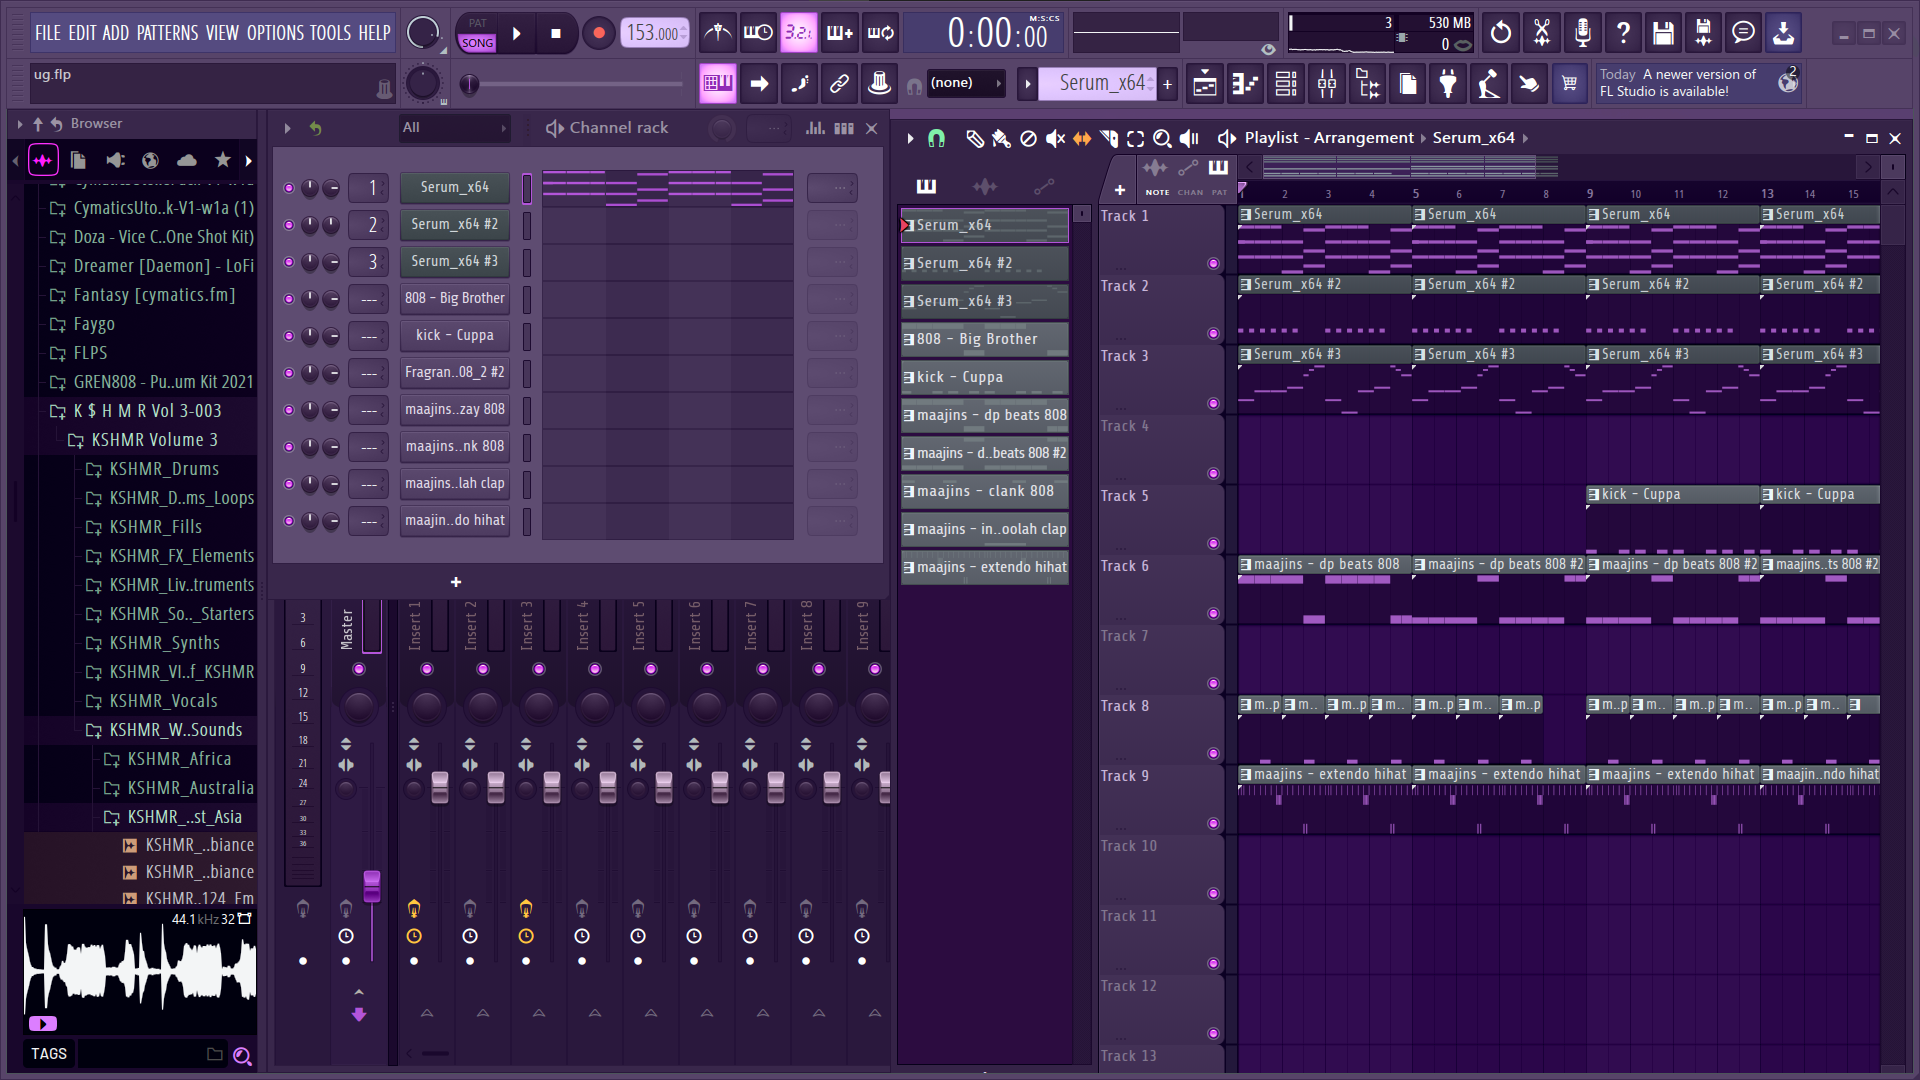 FILE EDIT ADD PATTERNS VIEW OPTIONS TOOLS HELP
PAT
SONG
153.000
3.2.
0:00:00
M:S:CS
3
530 MB
0
ug.flp
(none)
Serum_x64
Today A newer version of
FL Studio is available!
2
Browser
CymaticsUto..k-V1-w1a (1)
Doza - Vice C..One Shot Kit)
Dreamer [Daemon] - LoFi
Fantasy [cymatics.fm]
Faygo
FLPS
GREN808 - Pu..um Kit 2021
K $ H M R Vol 3-003
KSHMR Volume 3
KSHMR_Drums
KSHMR_D..ms_Loops
KSHMR_Fills
KSHMR_FX_Elements
KSHMR_Liv..truments
KSHMR_So.._Starters
KSHMR_Synths
KSHMR_VI..f_KSHMR
KSHMR_Vocals
KSHMR_W..Sounds
KSHMR_Africa
KSHMR_Australia
KSHMR_..st_Asia
KSHMR_..biance
KSHMR_..biance
KSHMR..124_Em
44.1kHz 32
TAGS
All
Channel rack
1
Serum_x64
2
Serum_x64 #2
3
Serum_x64 #3
---
808 - Big Brother
---
kick - Cuppa
---
Fragran..08_2 #2
---
maajins..zay 808
---
maajins..nk 808
---
maajins..lah clap
---
maajin..do hihat
+
3
6
9
12
15
18
21
24
27
30
33
36
Master
Insert 1
Insert 2
Insert 3
Insert 4
Insert 5
Insert 6
Insert 7
Insert 8
Insert 9
Playlist - Arrangement › Serum_x64 ›
Serum_x64
Serum_x64 #2
Serum_x64 #3
808 - Big Brother
kick - Cuppa
maajins - dp beats 808
maajins - d..beats 808 #2
maajins - clank 808
maajins - in..oolah clap
maajins - extendo hihat
NOTE CHAN PAT
2 3 4 5 6 7 8 9 10 11 12 13 14 15
Track 1
Serum_x64 Serum_x64 Serum_x64 Serum_x64
Track 2
Serum_x64 #2 Serum_x64 #2 Serum_x64 #2 Serum_x64 #2
Track 3
Serum_x64 #3 Serum_x64 #3 Serum_x64 #3 Serum_x64 #3
Track 4
Track 5
kick - Cuppa kick - Cuppa
Track 6
maajins - dp beats 808 maajins - dp beats 808 #2 maajins - dp beats 808 #2 maajins..ts 808 #2
Track 7
Track 8
m..p m.. m..p m.. m..p m.. m..p m..p m.. m..p m.. m..p m..
Track 9
maajins - extendo hihat maajins - extendo hihat maajins - extendo hihat maajin..ndo hihat
Track 10
Track 11
Track 12
Track 13